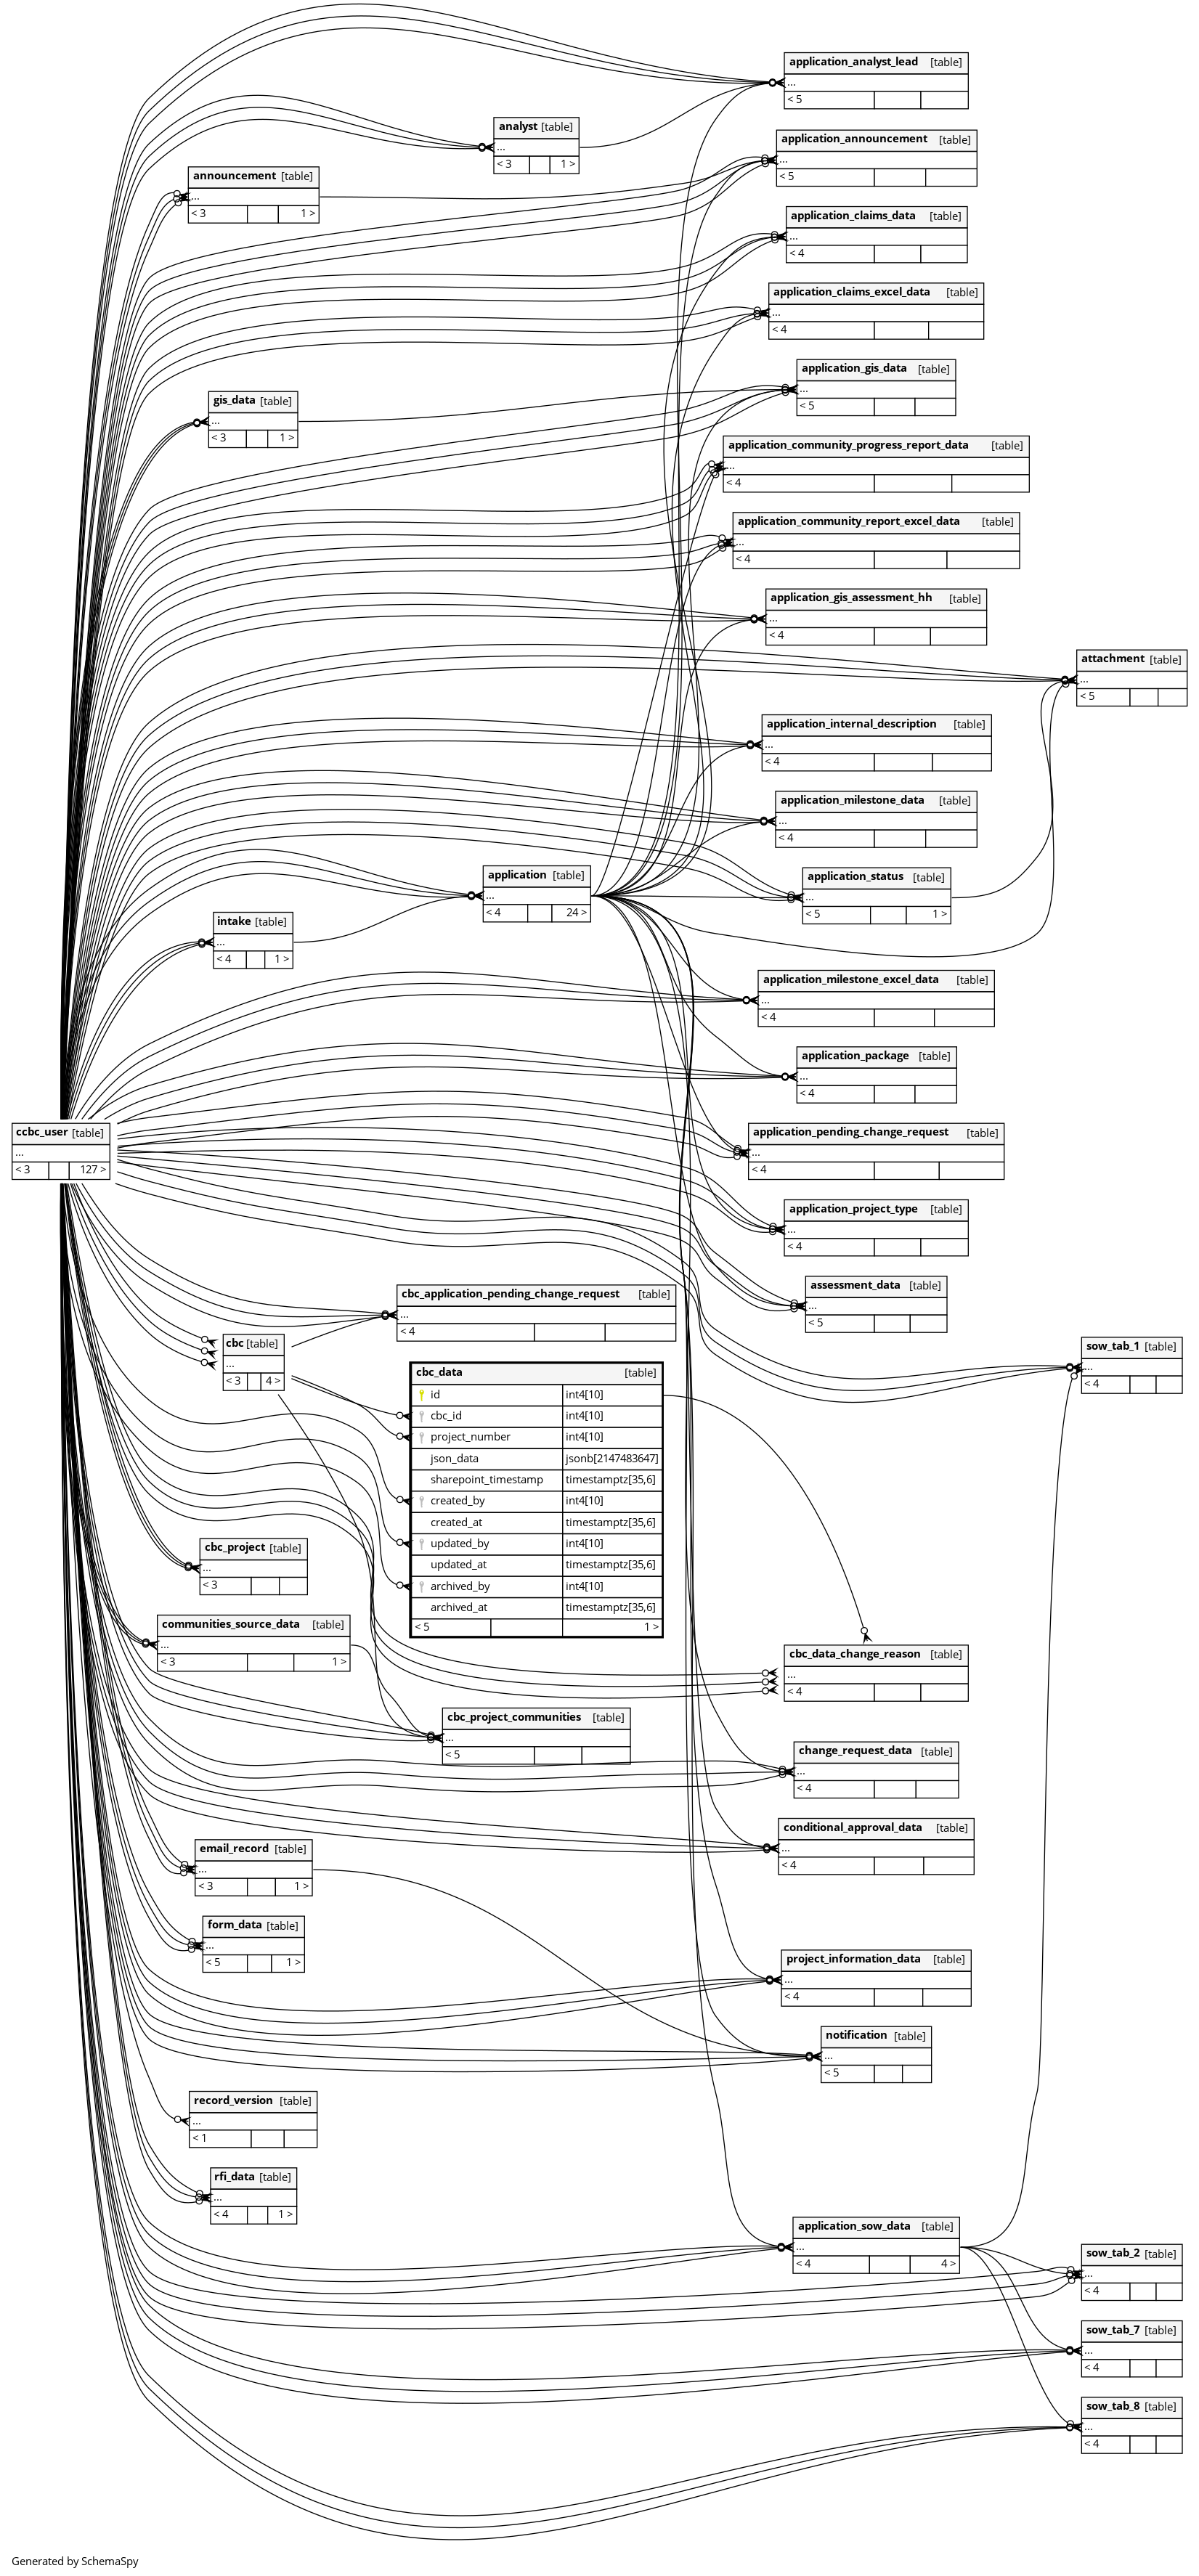 application_analyst_lead [table]
...
< 5
analyst [table]
...
< 3 1 >
application_announcement [table]
...
< 5
announcement [table]
...
< 3 1 >
application_claims_data [table]
...
< 4
application_claims_excel_data [table]
...
< 4
application_gis_data [table]
...
< 5
gis_data [table]
...
< 3 1 >
application_community_progress_report_data [table]
...
< 4
application_community_report_excel_data [table]
...
< 4
application_gis_assessment_hh [table]
...
< 4
attachment [table]
...
< 5
application_internal_description [table]
...
< 4
application_milestone_data [table]
...
< 4
application [table]
...
< 4 24 >
application_status [table]
...
< 5 1 >
intake [table]
...
< 4 1 >
application_milestone_excel_data [table]
...
< 4
application_package [table]
...
< 4
ccbc_user [table]
...
< 3 127 >
application_pending_change_request [table]
...
< 4
application_project_type [table]
...
< 4
assessment_data [table]
...
< 5
cbc_application_pending_change_request [table]
...
< 4
cbc [table]
...
< 3 4 >
sow_tab_1 [table]
...
< 4
cbc_data [table]
id int4[10]
cbc_id int4[10]
project_number int4[10]
json_data jsonb[2147483647]
sharepoint_timestamp timestamptz[35,6]
created_by int4[10]
created_at timestamptz[35,6]
updated_by int4[10]
updated_at timestamptz[35,6]
archived_by int4[10]
archived_at timestamptz[35,6]
< 5 1 >
cbc_project [table]
...
< 3
communities_source_data [table]
...
< 3 1 >
cbc_data_change_reason [table]
...
< 4
cbc_project_communities [table]
...
< 5
change_request_data [table]
...
< 4
conditional_approval_data [table]
...
< 4
email_record [table]
...
< 3 1 >
form_data [table]
...
< 5 1 >
project_information_data [table]
...
< 4
notification [table]
...
< 5
record_version [table]
...
< 1
rfi_data [table]
...
< 4 1 >
application_sow_data [table]
...
< 4 4 >
sow_tab_2 [table]
...
< 4
sow_tab_7 [table]
...
< 4
sow_tab_8 [table]
...
< 4
Generated by SchemaSpy